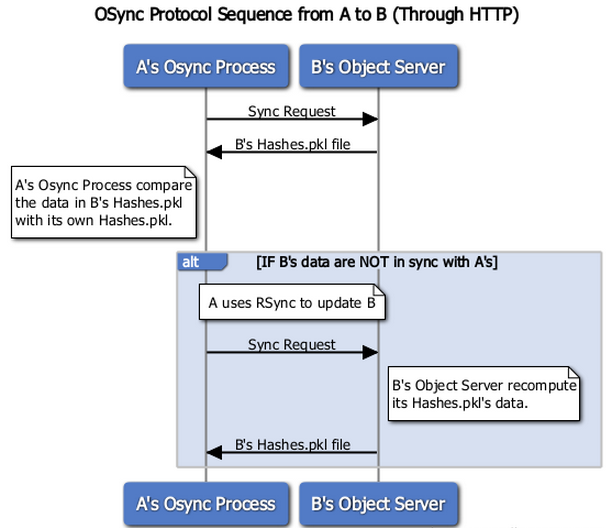 OSync Protocol Sequence from A to B (Through HTTP)
A's Osync Process
B's Object Server
Sync Request
B's Hashes.pkl file
A's Osync Process compare
the data in B's Hashes.pkl
with its own Hashes.pkl.
alt
[IF B's data are NOT in sync with A's]
A uses RSync to update B
Sync Request
B's Object Server recompute
its Hashes.pkl's data.
B's Hashes.pkl file
A's Osync Process
B's Object Server